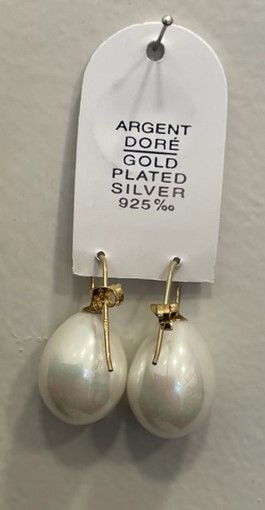 ARGENT
DORÉ
GOLD
PLATED
SILVER
925‰